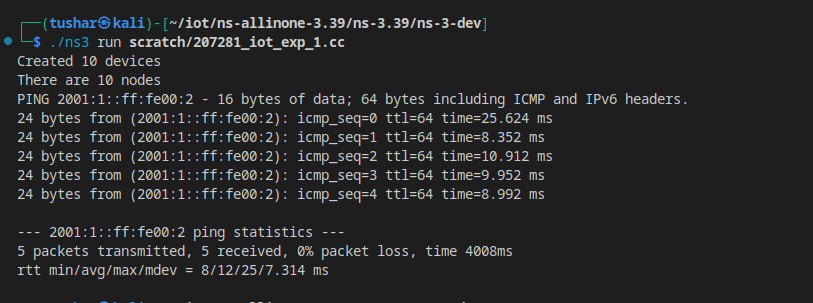 (tushar㉿kali)-[~/iot/ns-allinone-3.39/ns-3.39/ns-3-dev]
$ ./ns3 run scratch/207281_iot_exp_1.cc
Created 10 devices
There are 10 nodes
PING 2001:1::ff:fe00:2 - 16 bytes of data; 64 bytes including ICMP and IPv6 headers.
24 bytes from (2001:1::ff:fe00:2): icmp_seq=0 ttl=64 time=25.624 ms
24 bytes from (2001:1::ff:fe00:2): icmp_seq=1 ttl=64 time=8.352 ms
24 bytes from (2001:1::ff:fe00:2): icmp_seq=2 ttl=64 time=10.912 ms
24 bytes from (2001:1::ff:fe00:2): icmp_seq=3 ttl=64 time=9.952 ms
24 bytes from (2001:1::ff:fe00:2): icmp_seq=4 ttl=64 time=8.992 ms
--- 2001:1::ff:fe00:2 ping statistics ---
5 packets transmitted, 5 received, 0% packet loss, time 4008ms
rtt min/avg/max/mdev = 8/12/25/7.314 ms